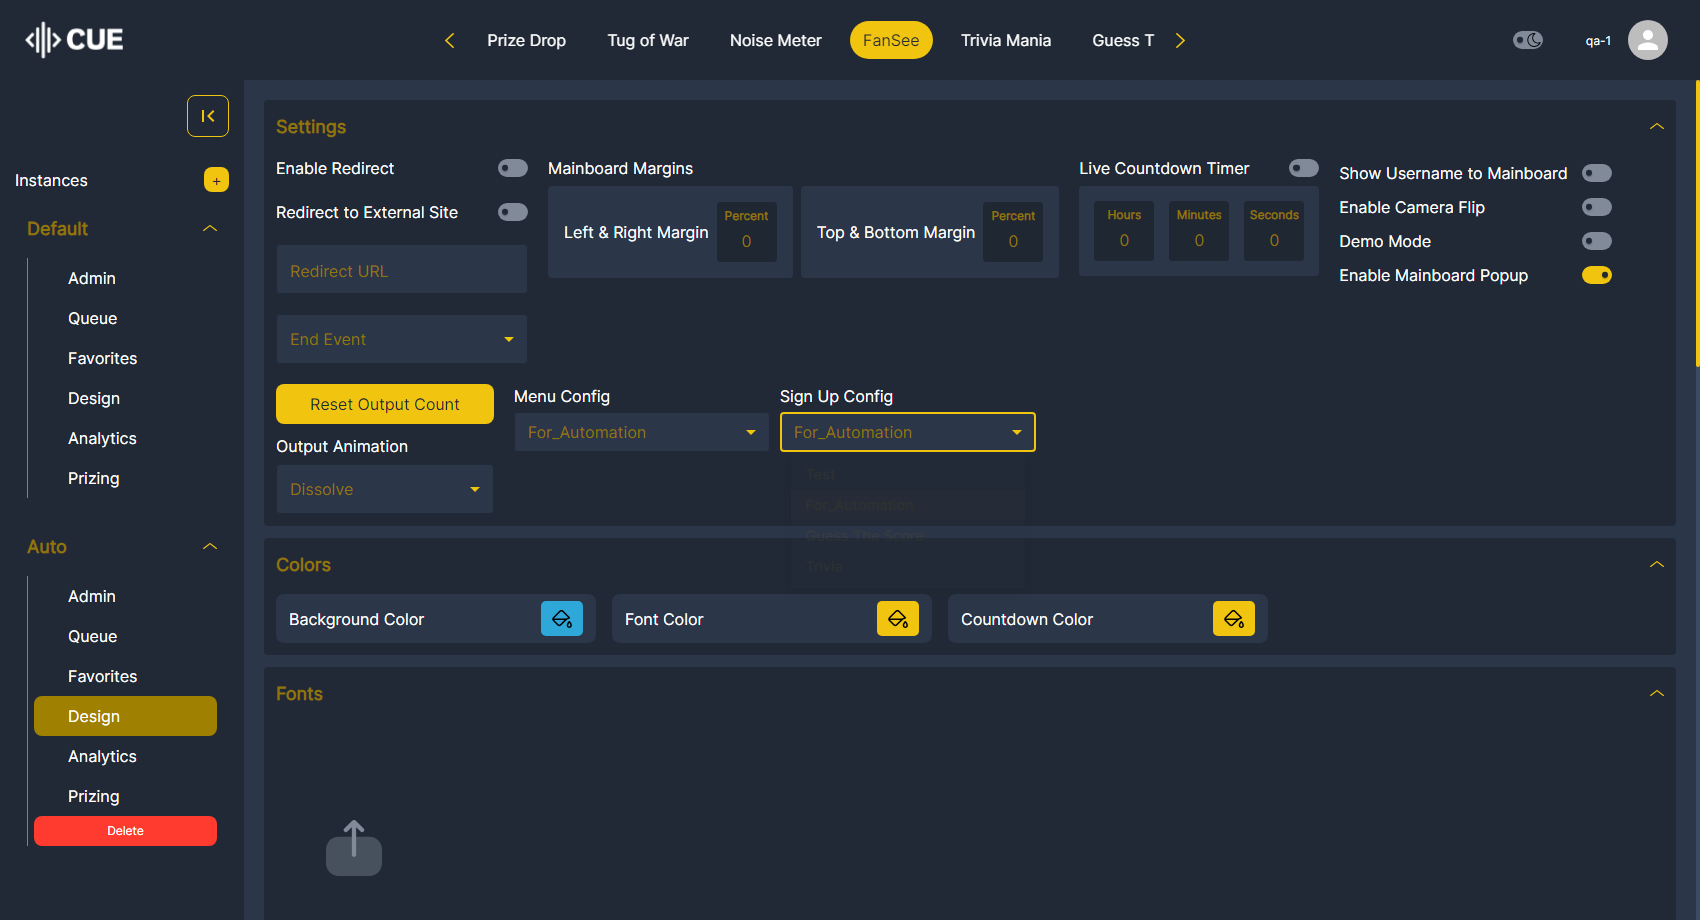 CUE
Prize Drop
Tug of War
Noise Meter
FanSee
Trivia Mania
Guess T
qa-1
Instances
+
Default
Admin
Queue
Favorites
Design
Analytics
Prizing
Auto
Admin
Queue
Favorites
Design
Analytics
Prizing
Delete
Settings
Enable Redirect
Redirect to External Site
Redirect URL
End Event
Mainboard Margins
Left & Right Margin
Percent
0
Top & Bottom Margin
Percent
0
Live Countdown Timer
Hours
0
Minutes
0
Seconds
0
Show Username to Mainboard
Enable Camera Flip
Demo Mode
Enable Mainboard Popup
Reset Output Count
Output Animation
Dissolve
Menu Config
For_Automation
Sign Up Config
For_Automation
Test
For_Automation
Guess The Score
Trivia
Colors
Background Color
Font Color
Countdown Color
Fonts